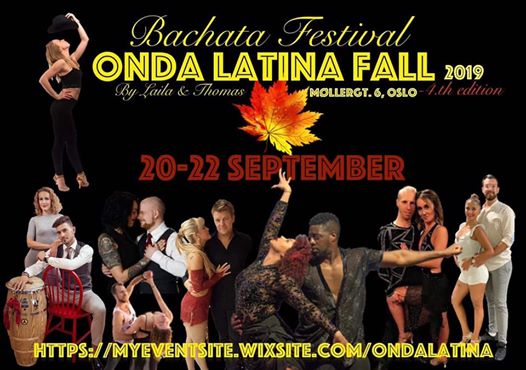 Bachata Festival
ONDA LATINA FALL 2019
By Laila & Thomas MØLLERGT. 6, OSLO -4.th edition
20-22 SEPTEMBER
HTTPS://MYEVENTSITE.WIXSITE.COM/ONDALATINA